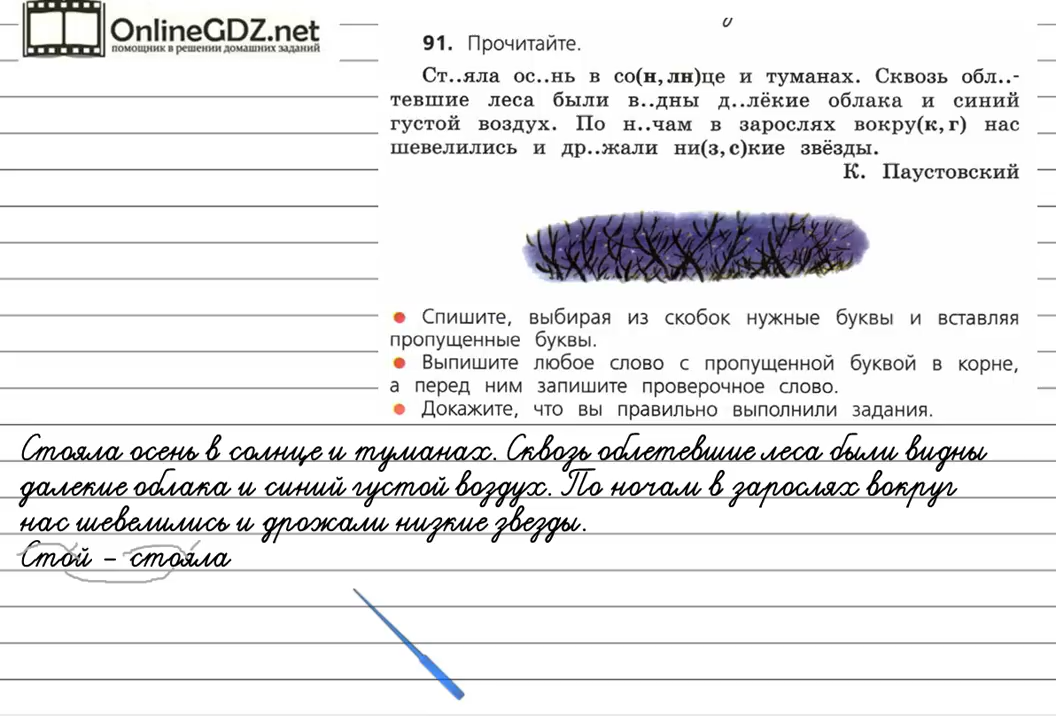 OnlineGDZ.net
помощник в решении домашних заданий
91. Прочитайте.
Ст..яла ос..нь в со(н,лн)це и туманах. Сквозь обл..-
тевшие леса были в..дны д..лёкие облака и синий
густой воздух. По н..чам в зарослях вокру(к,г) нас
шевелились и др..жали ни(з,с)кие звёзды.
К. Паустовский
• Спишите, выбирая из скобок нужные буквы и вставляя
пропущенные буквы.
• Выпишите любое слово с пропущенной буквой в корне,
а перед ним запишите проверочное слово.
• Докажите, что вы правильно выполнили задания.
Стояла осень в солнце и туманах. Сквозь облетевшие леса были видны
далекие облака и синий густой воздух. По ночам в зарослях вокруг
нас шевелились и дрожали низкие звезды.
Стой – стояла